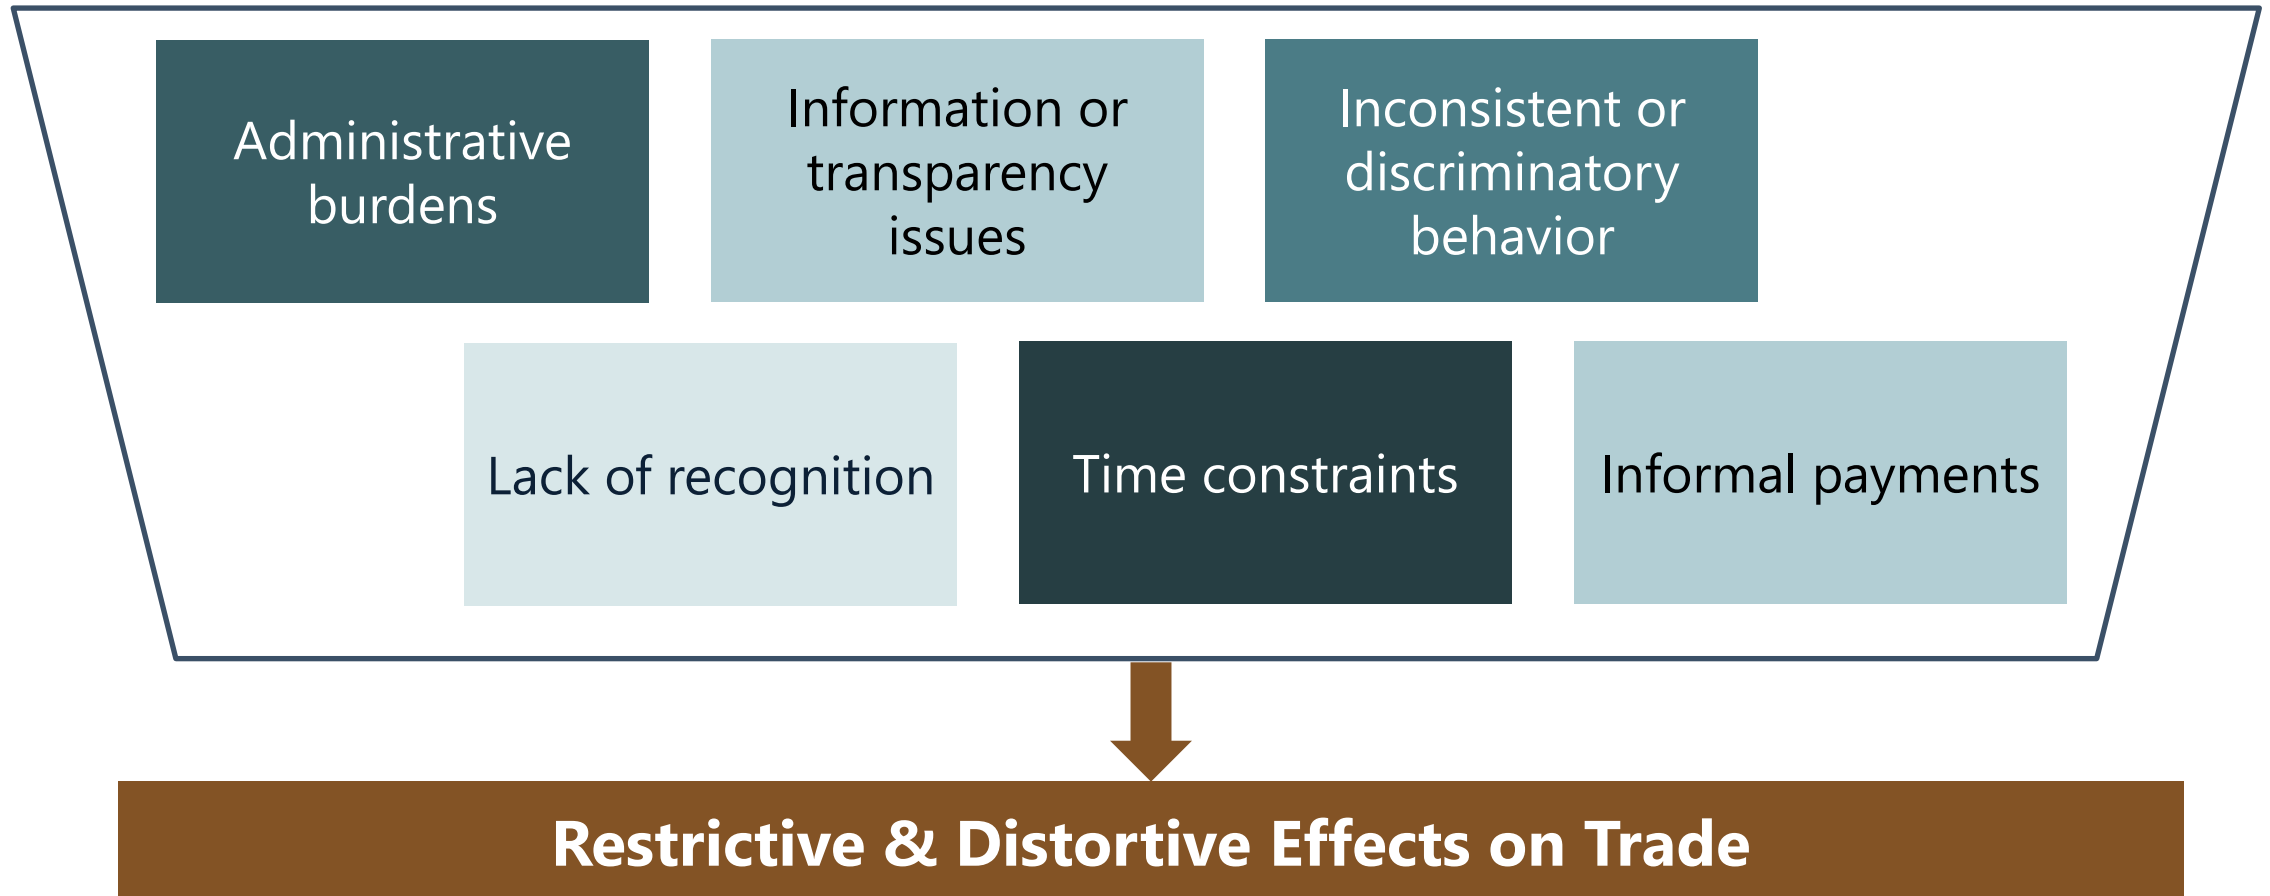 Administrative
burdens
Information or
transparency
issues
Inconsistent or
discriminatory
behavior
Lack of recognition
Time constraints
Informal payments
Restrictive & Distortive Effects on Trade